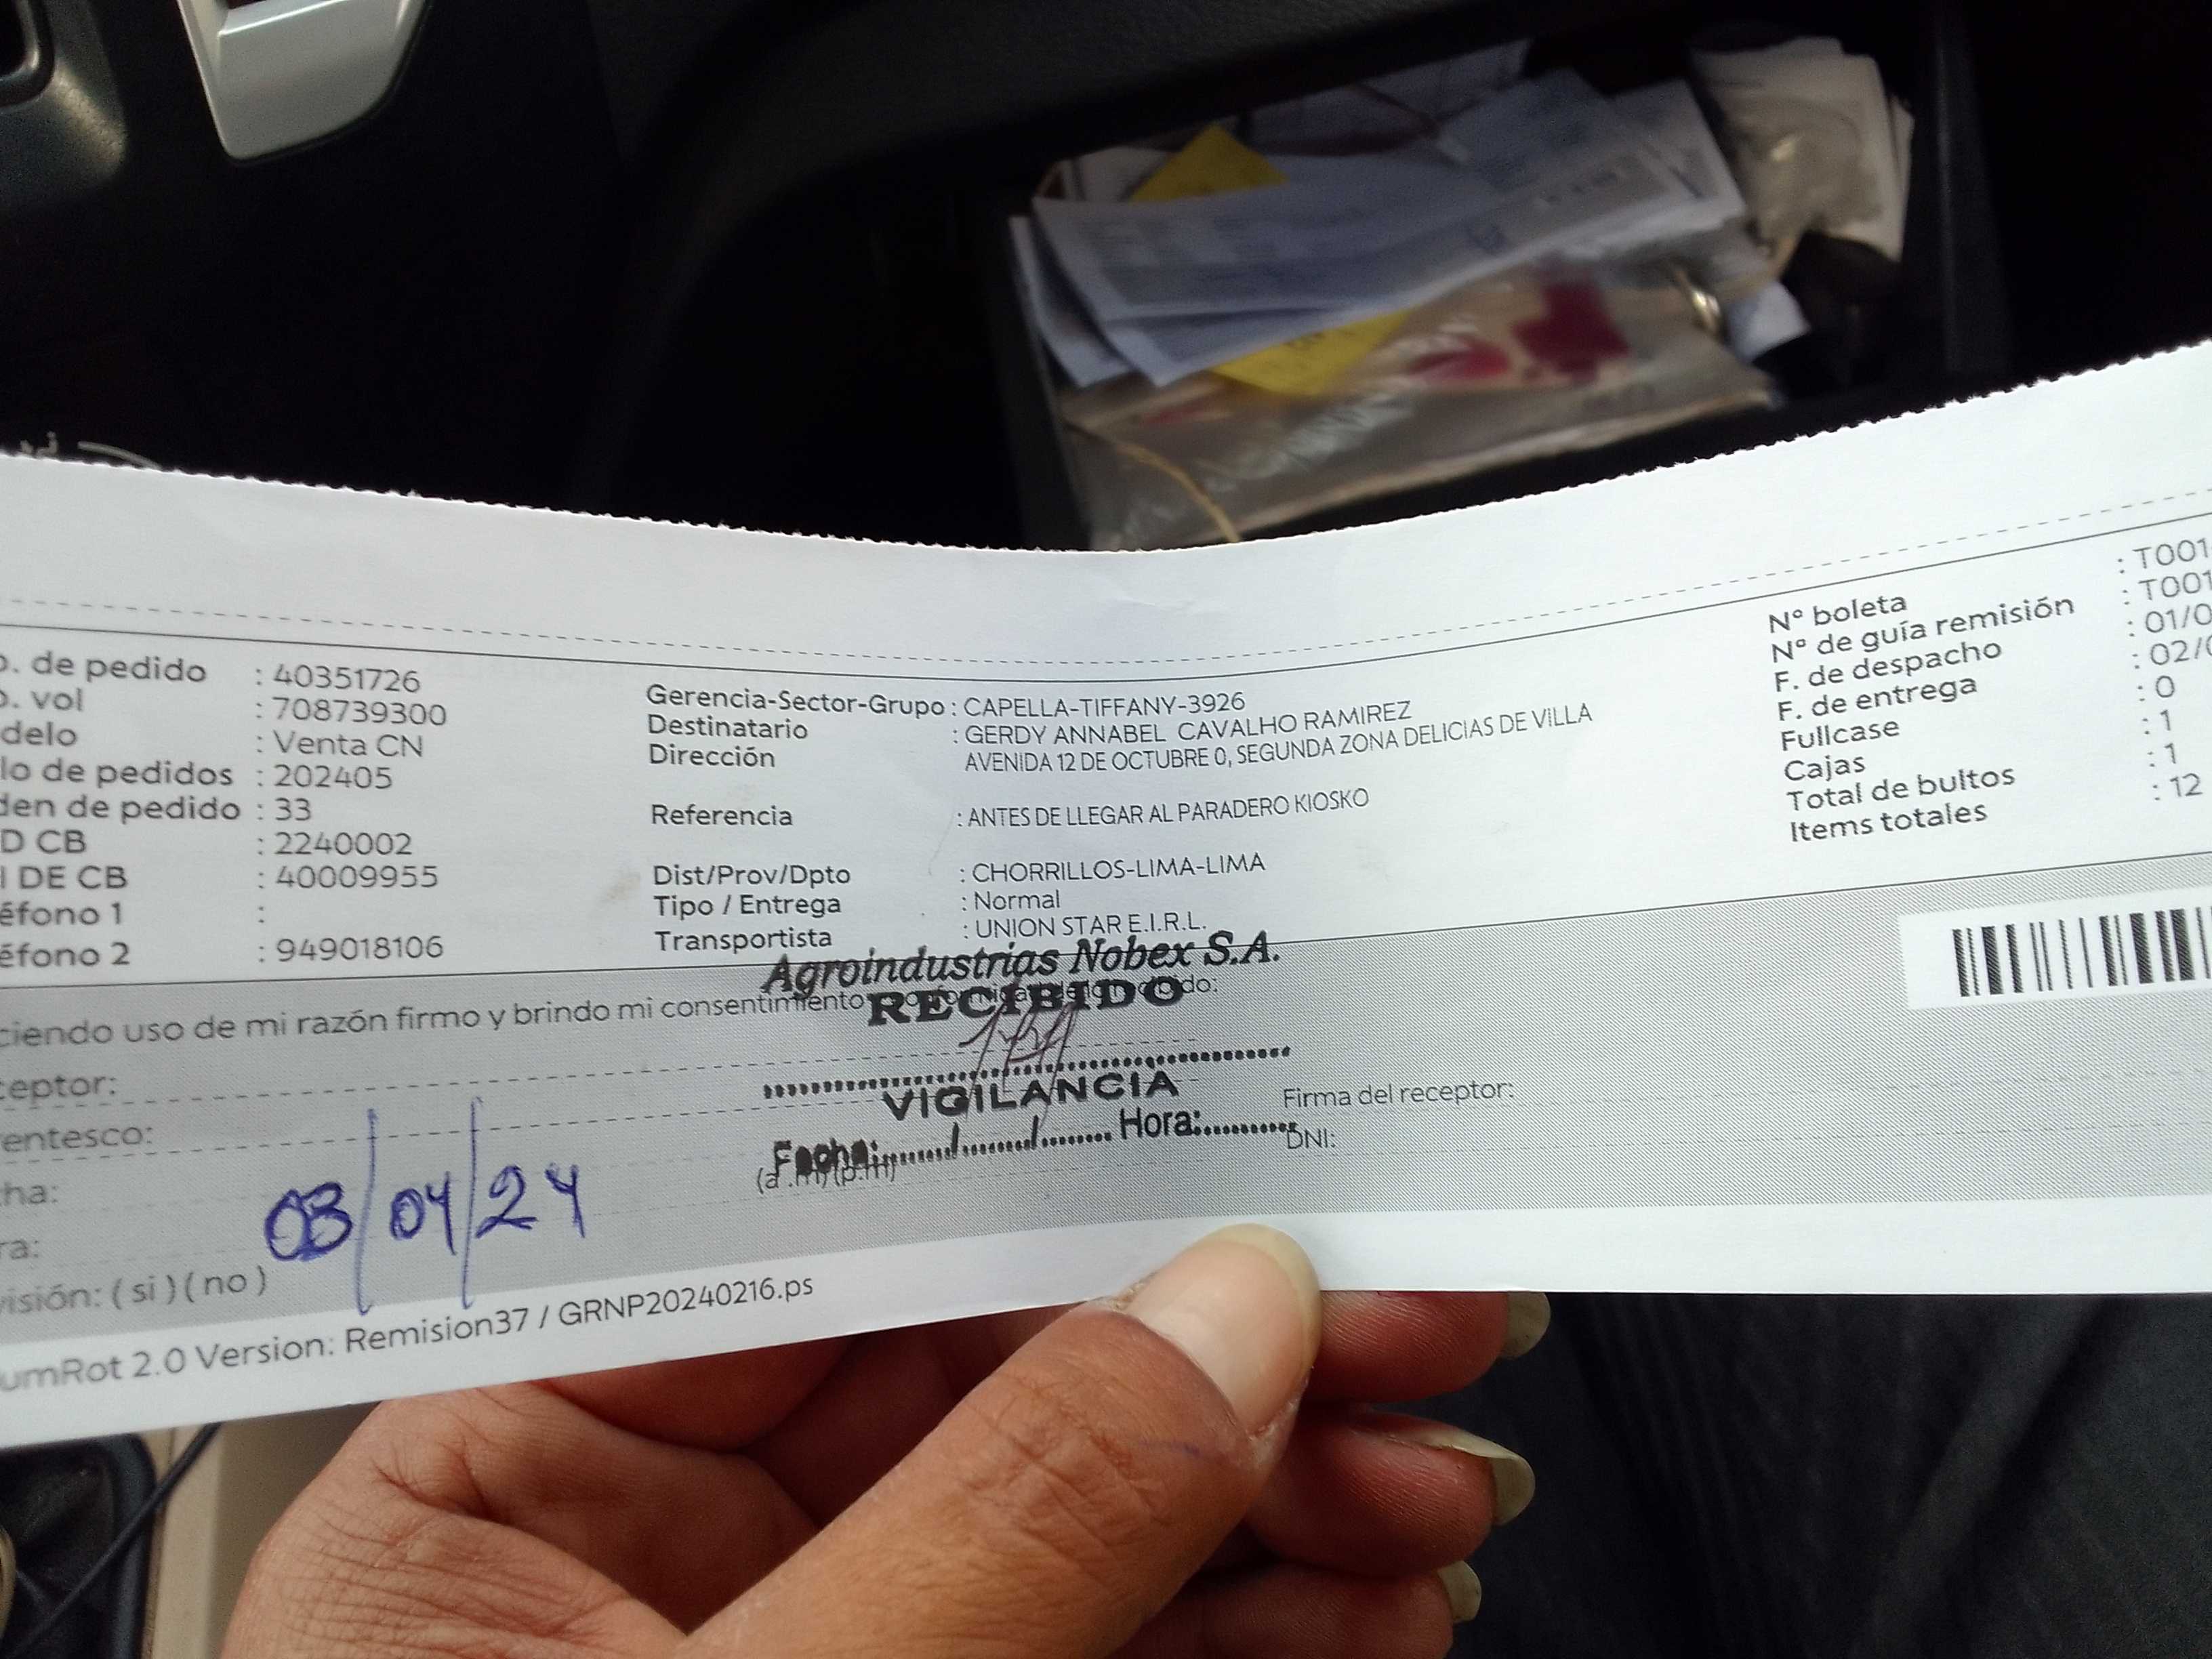 . de pedido : 40351726
. vol : 708739300
delo : Venta CN
lo de pedidos : 202405
den de pedido : 33
D CB : 2240002
I DE CB : 40009955
éfono 1 :
éfono 2 : 949018106
Gerencia-Sector-Grupo : CAPELLA-TIFFANY-3926
Destinatario : GERDY ANNABEL CAVALHO RAMIREZ
Dirección AVENIDA 12 DE OCTUBRE 0, SEGUNDA ZONA DELICIAS DE VILLA
Referencia : ANTES DE LLEGAR AL PARADERO KIOSKO
Dist/Prov/Dpto : CHORRILLOS-LIMA-LIMA
Tipo / Entrega : Normal
Transportista : UNION STAR E.I.R.L.
N° boleta : T001
N° de guía remisión : T001
F. de despacho : 01/0
F. de entrega : 02/0
Fullcase : 0
Cajas : 1
Total de bultos : 1
Items totales : 12
ciendo uso de mi razón firmo y brindo mi consentimiento
Agroindustrias Nobex S.A.
RECIBIDO
VIGILANCIA
Fecha: / / Hora:
(a.m)(p.m)
Firma del receptor:
DNI:
ceptor:
entesco:
ha: 03/04/24
ra:
visión: ( si ) ( no )
umRot 2.0 Version: Remision37 / GRNP20240216.ps